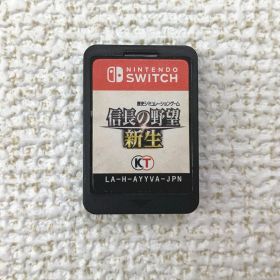 NINTENDO
SWITCH
歴史シミュレーションゲーム
信長の野望
新生
KT
LA-H-AYYVA-JPN